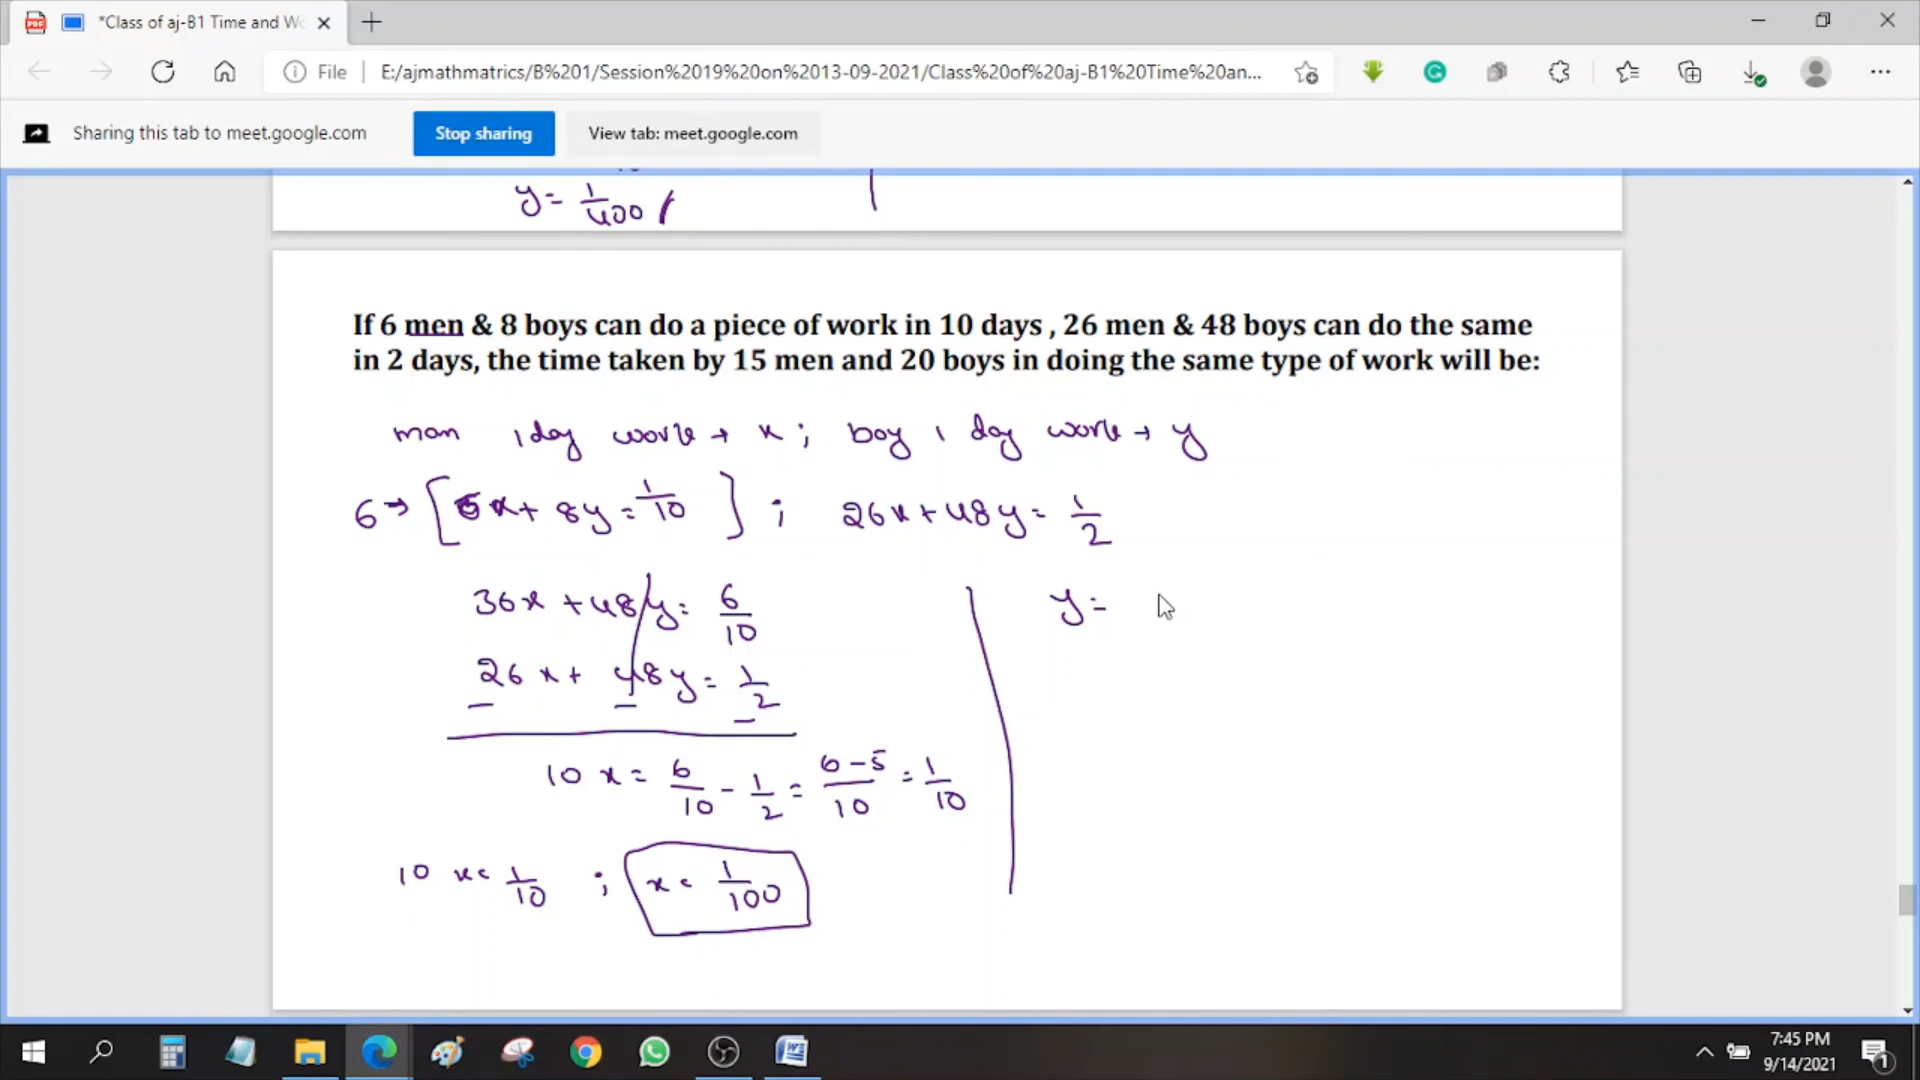 *Class of aj-B1 Time and Wo
File
E:/ajmathmatrics/B%201/Session%2019%20on%2013-09-2021/Class%20of%20aj-B1%20Time%20an...
Sharing this tab to meet.google.com
Stop sharing
View tab: meet.google.com
y = 1/400
If 6 men & 8 boys can do a piece of work in 10 days , 26 men & 48 boys can do the same
in 2 days, the time taken by 15 men and 20 boys in doing the same type of work will be:
man 1 day work → x ; boy 1 day work → y
6 → [6x + 8y = 1/10] ; 26x + 48y = 1/2
36x + 48y = 6/10
y =
26x + 48y = 1/2
10 x = 6/10 - 1/2 = 6-5/10 = 1/10
10 x = 1/10 ; x = 1/100
7:45 PM
9/14/2021
1